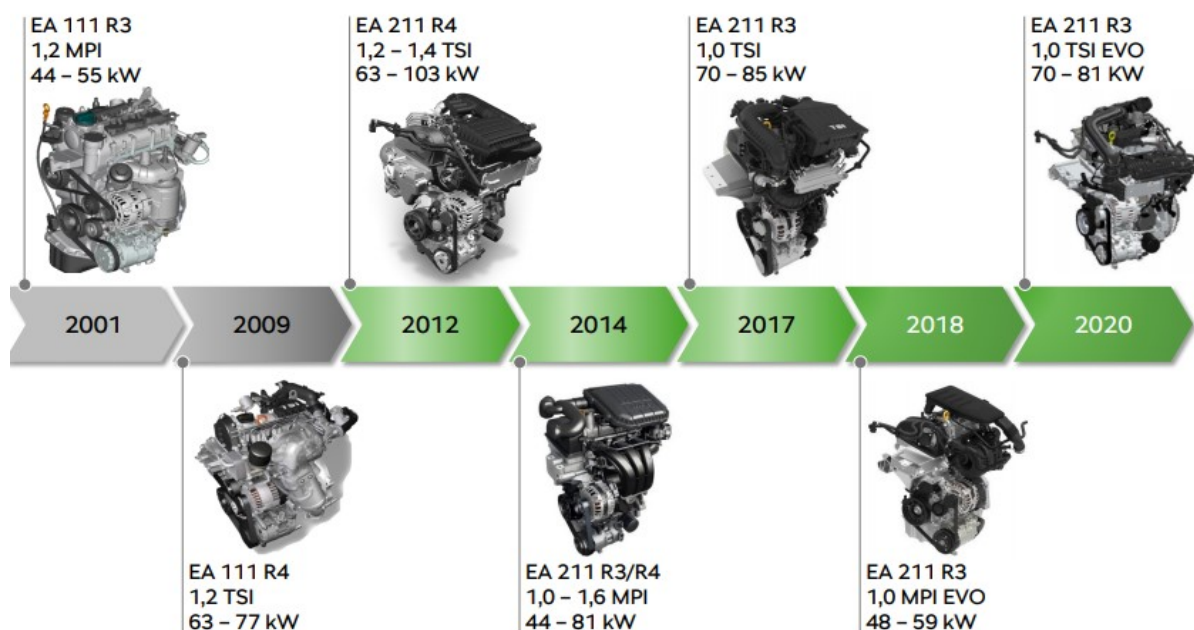 EA 111 R3
1,2 MPI
44 – 55 kW
EA 211 R4
1,2 – 1,4 TSI
63 – 103 kW
EA 211 R3
1,0 TSI
70 – 85 kW
EA 211 R3
1,0 TSI EVO
70 – 81 KW
TSI
2001
2009
2012
2014
2017
2018
2020
EA 111 R4
1,2 TSI
63 – 77 kW
EA 211 R3/R4
1,0 – 1,6 MPI
44 – 81 kW
EA 211 R3
1,0 MPI EVO
48 – 59 kW